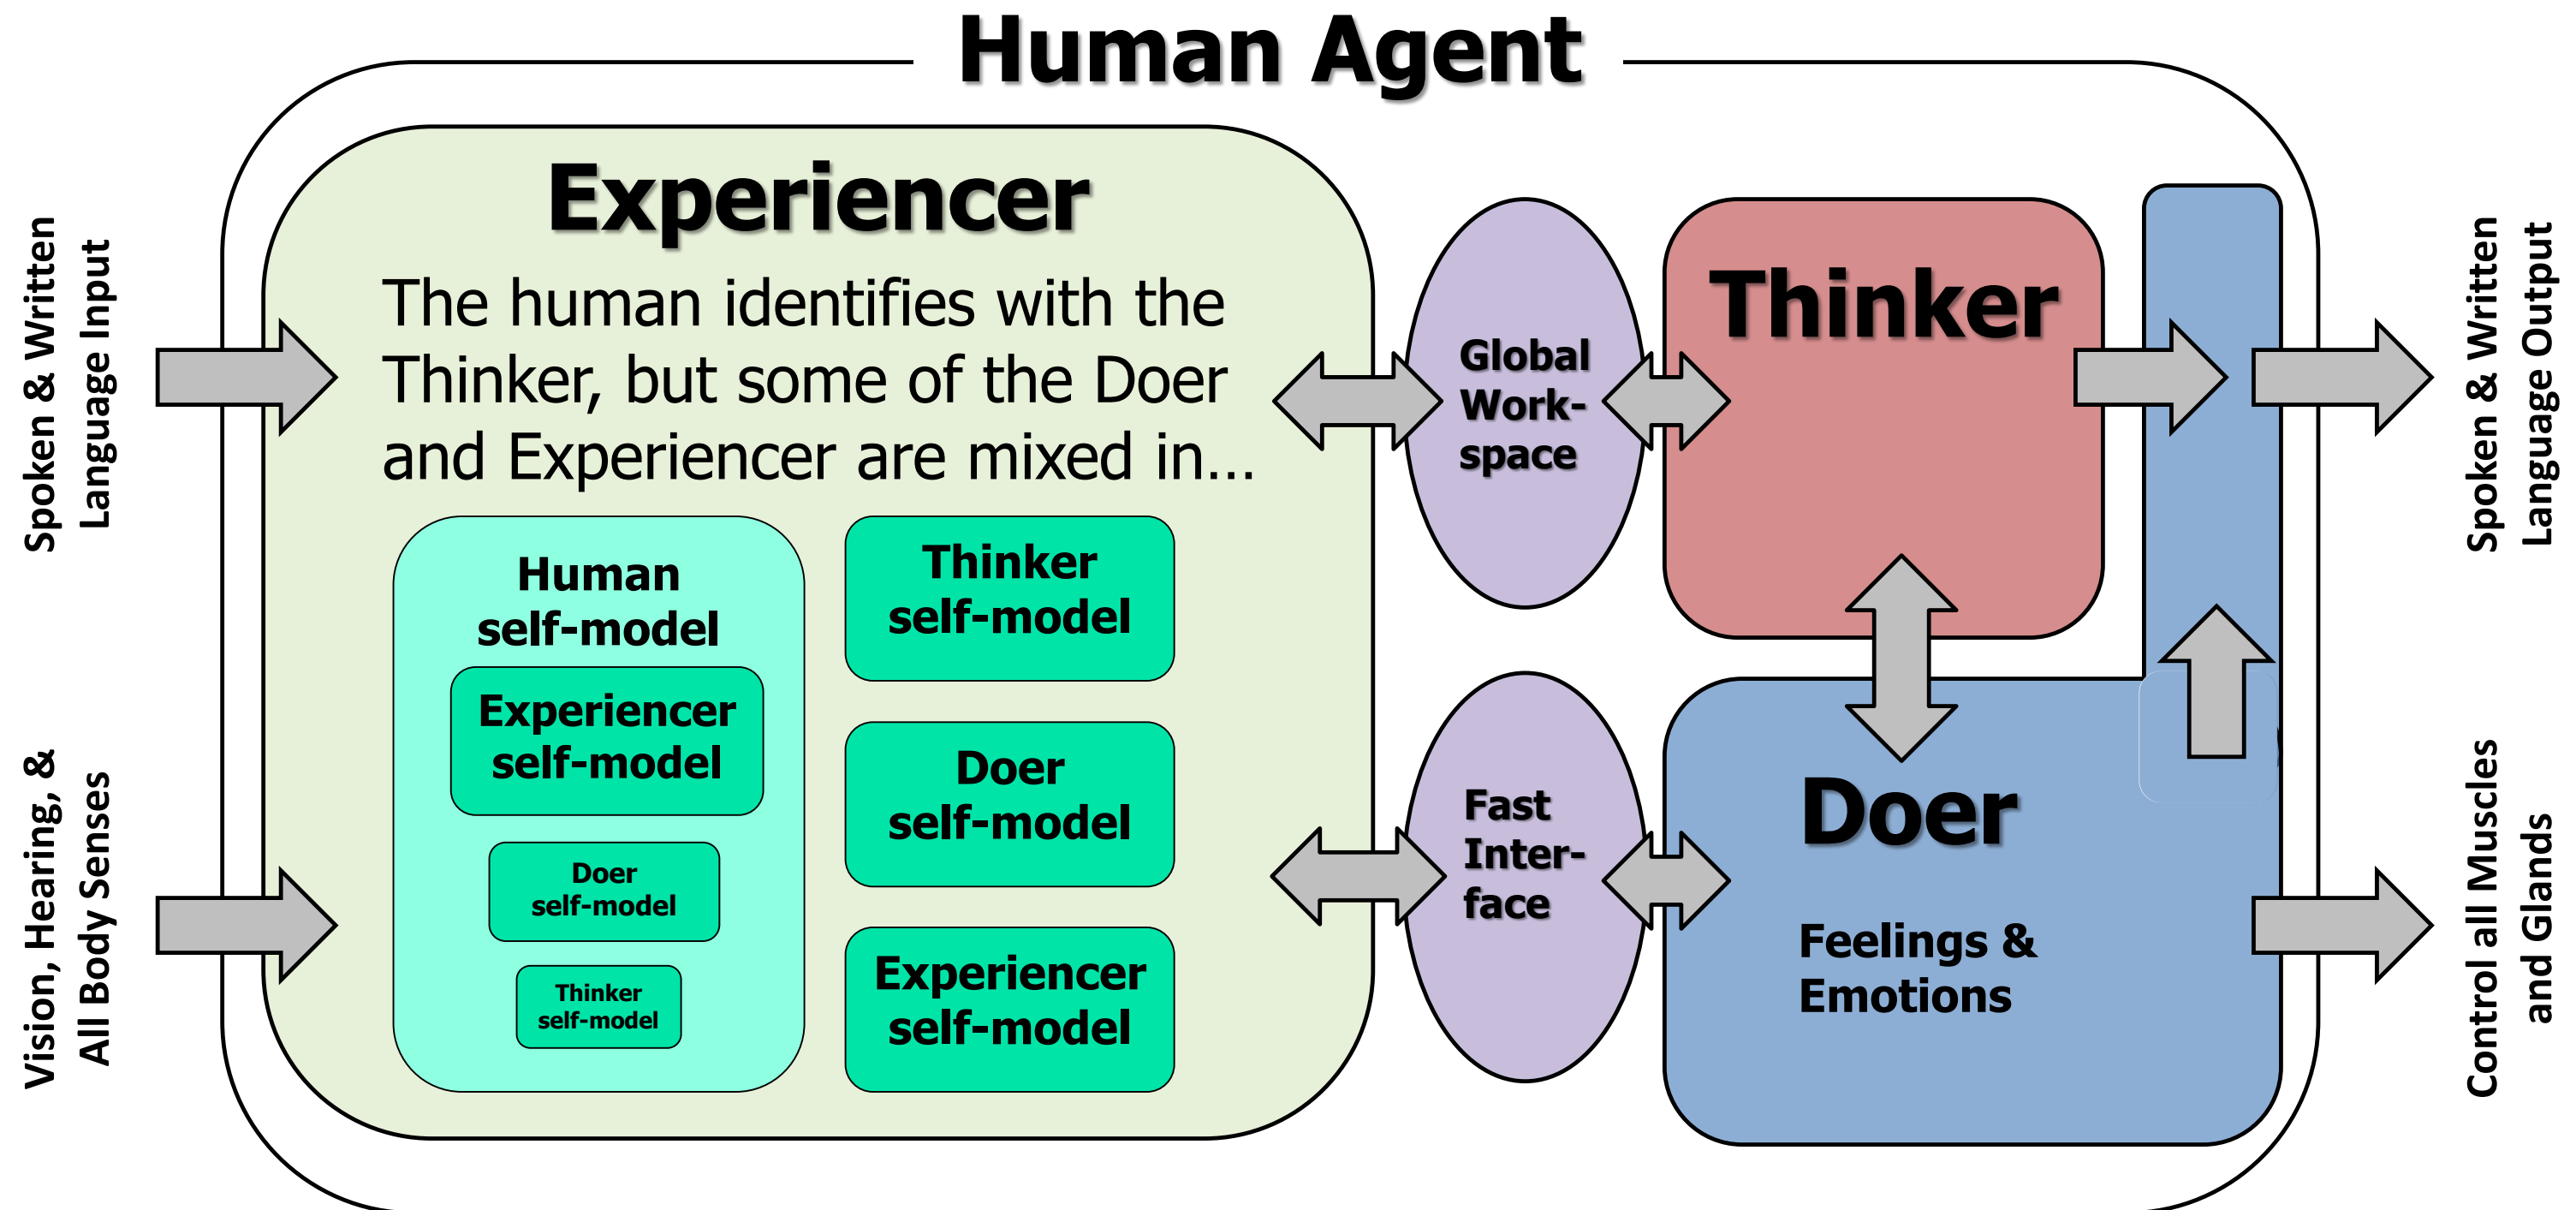 Human Agent
Spoken & Written
Language Input
Vision, Hearing, &
All Body Senses
Experiencer
The human identifies with the
Thinker, but some of the Doer
and Experiencer are mixed in...
Human
self-model
Experiencer
self-model
Doer
self-model
Thinker
self-model
Thinker
self-model
Doer
self-model
Experiencer
self-model
Global
Work-
space
Fast
Inter-
face
Thinker
Doer
Feelings &
Emotions
Spoken & Written
Language Output
Control all Muscles
and Glands